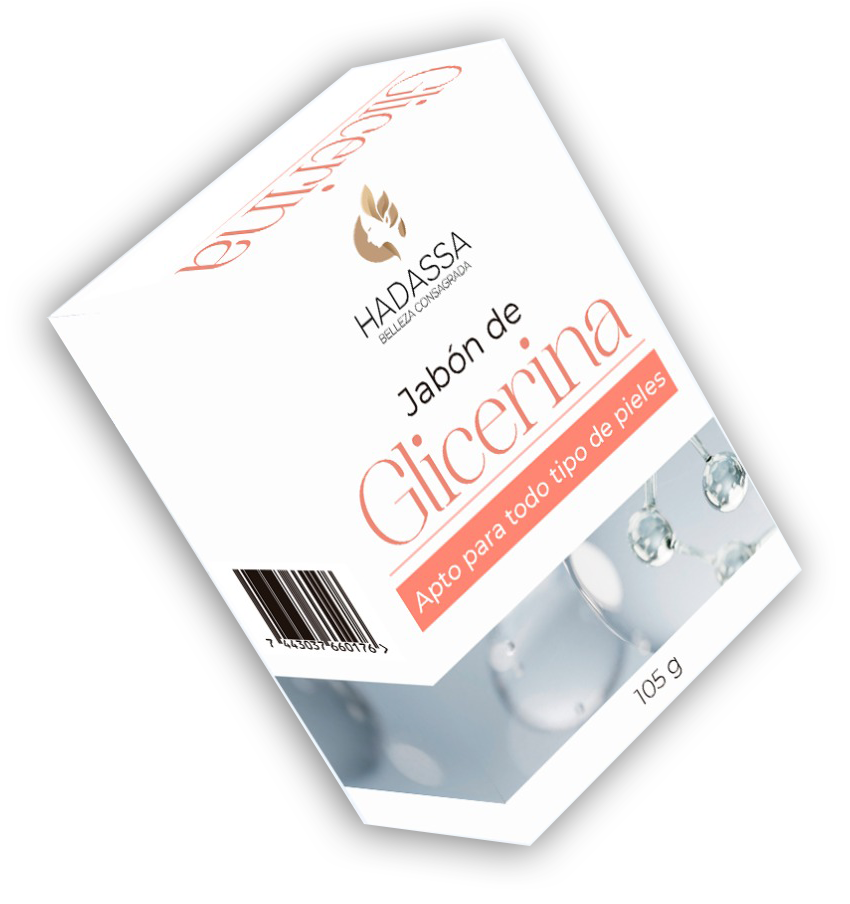 Glicerina
HADASSA
BELLEZA CONSAGRADA
Jabón de
Glicerina
Apto para todo tipo de pieles
105 g
7 443037 660176 >